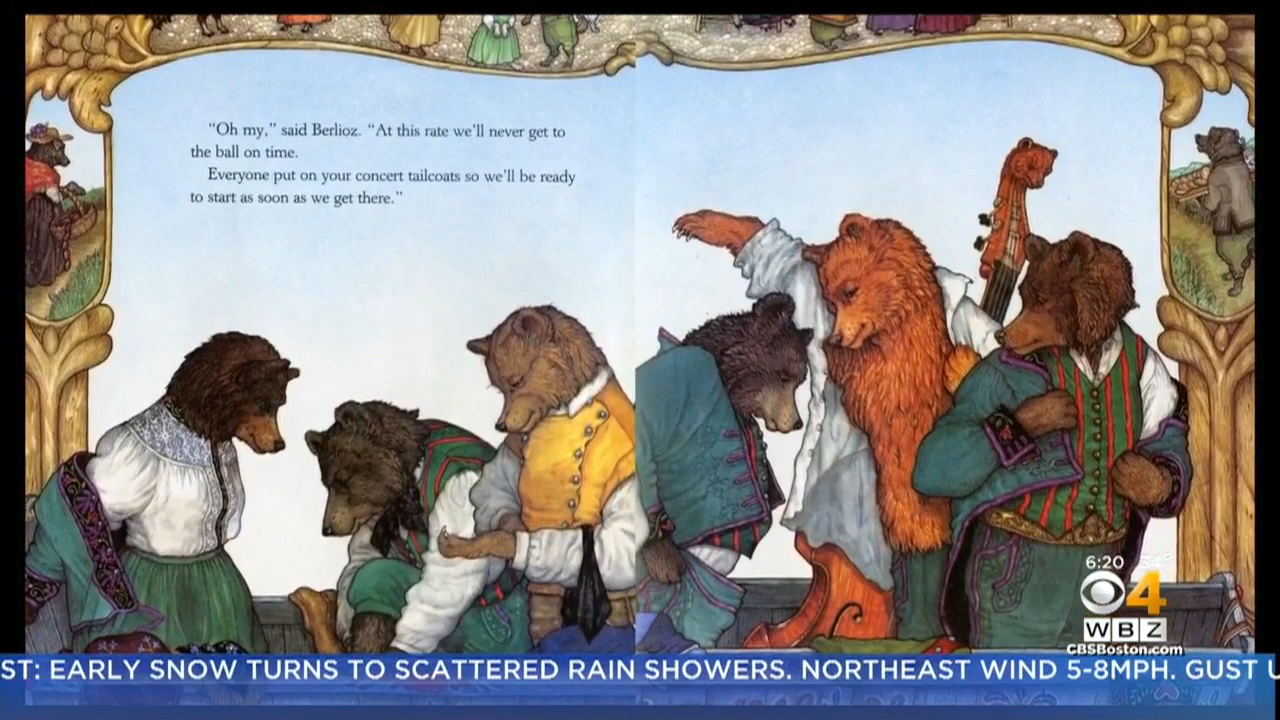 “Oh my,” said Berlioz. “At this rate we’ll never get to
the ball on time.
Everyone put on your concert tailcoats so we’ll be ready
to start as soon as we get there.”
6:20 54°
4
WBZ
CBSBoston.com
ST: EARLY SNOW TURNS TO SCATTERED RAIN SHOWERS. NORTHEAST WIND 5-8MPH. GUST U